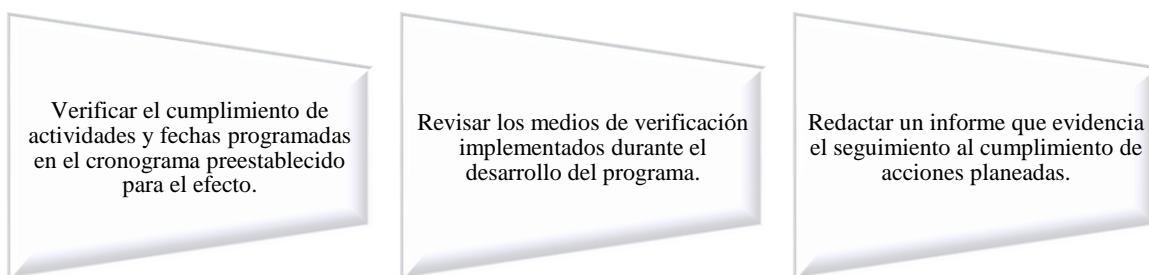 Verificar el cumplimiento de
actividades y fechas programadas
en el cronograma preestablecido
para el efecto.
Revisar los medios de verificación
implementados durante el
desarrollo del programa.
Redactar un informe que evidencia
el seguimiento al cumplimiento de
acciones planeadas.